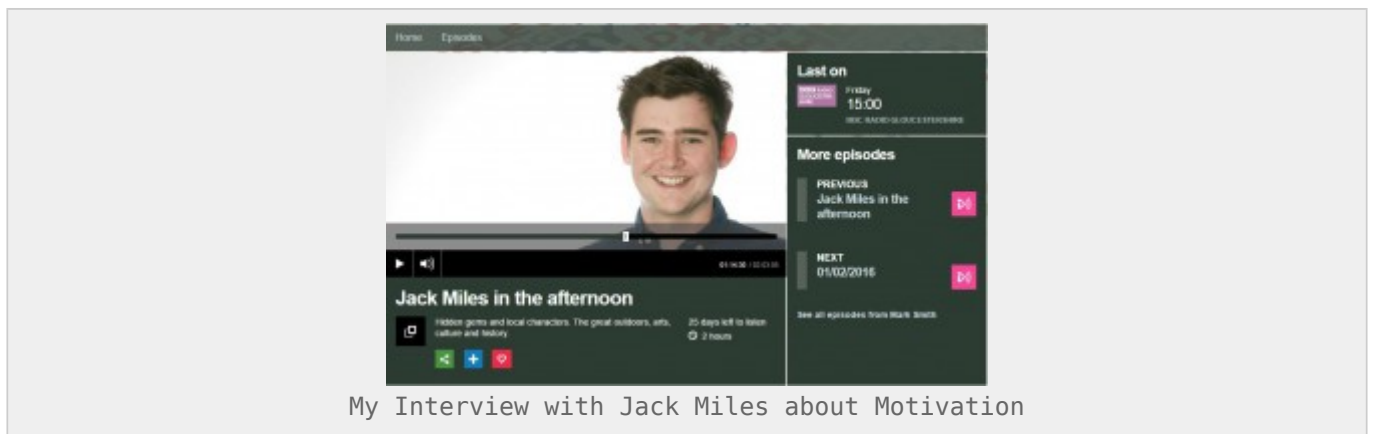 Home Episodes
Last on
Friday
15:00
BBC RADIO GLOUCESTERSHIRE
More episodes
PREVIOUS
Jack Miles in the
afternoon
NEXT
01/02/2016
See all episodes from Mark Smith
Jack Miles in the afternoon
Hidden gems and local characters. The great outdoors, arts,
culture and history
25 days left to listen
2 hours
My Interview with Jack Miles about Motivation